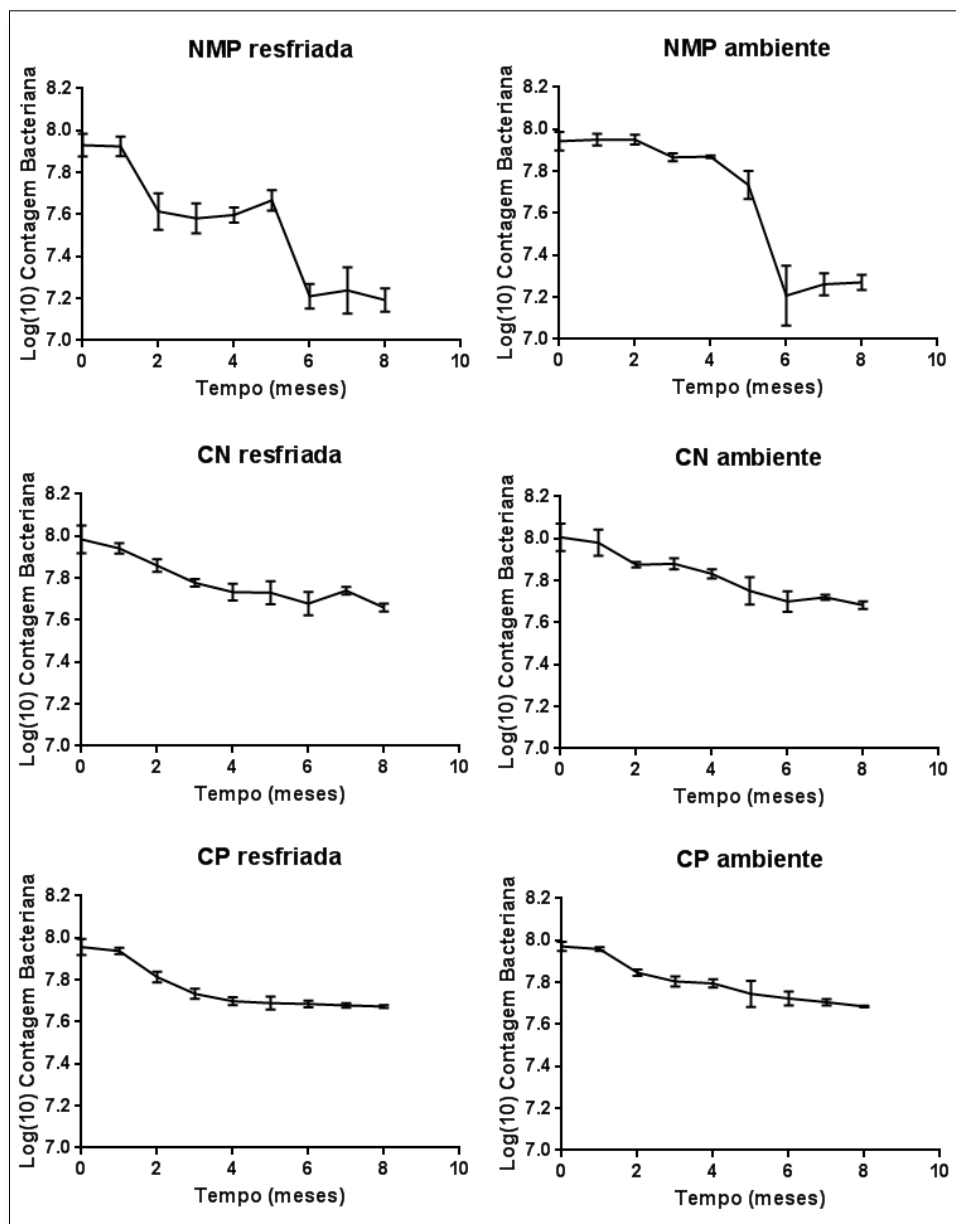 NMP resfriada
Log(10) Contagem Bacteriana
8.2
8.0
7.8
7.6
7.4
7.2
7.0
0 2 4 6 8 10
Tempo (meses)
NMP ambiente
Log(10) Contagem Bacteriana
8.2
8.0
7.8
7.6
7.4
7.2
7.0
0 2 4 6 8 10
Tempo (meses)
CN resfriada
Log(10) Contagem Bacteriana
8.2
8.0
7.8
7.6
7.4
7.2
7.0
0 2 4 6 8 10
Tempo (meses)
CN ambiente
Log(10) Contagem Bacteriana
8.2
8.0
7.8
7.6
7.4
7.2
7.0
0 2 4 6 8 10
Tempo (meses)
CP resfriada
Log(10) Contagem Bacteriana
8.2
8.0
7.8
7.6
7.4
7.2
7.0
0 2 4 6 8 10
Tempo (meses)
CP ambiente
Log(10) Contagem Bacteriana
8.2
8.0
7.8
7.6
7.4
7.2
7.0
0 2 4 6 8 10
Tempo (meses)